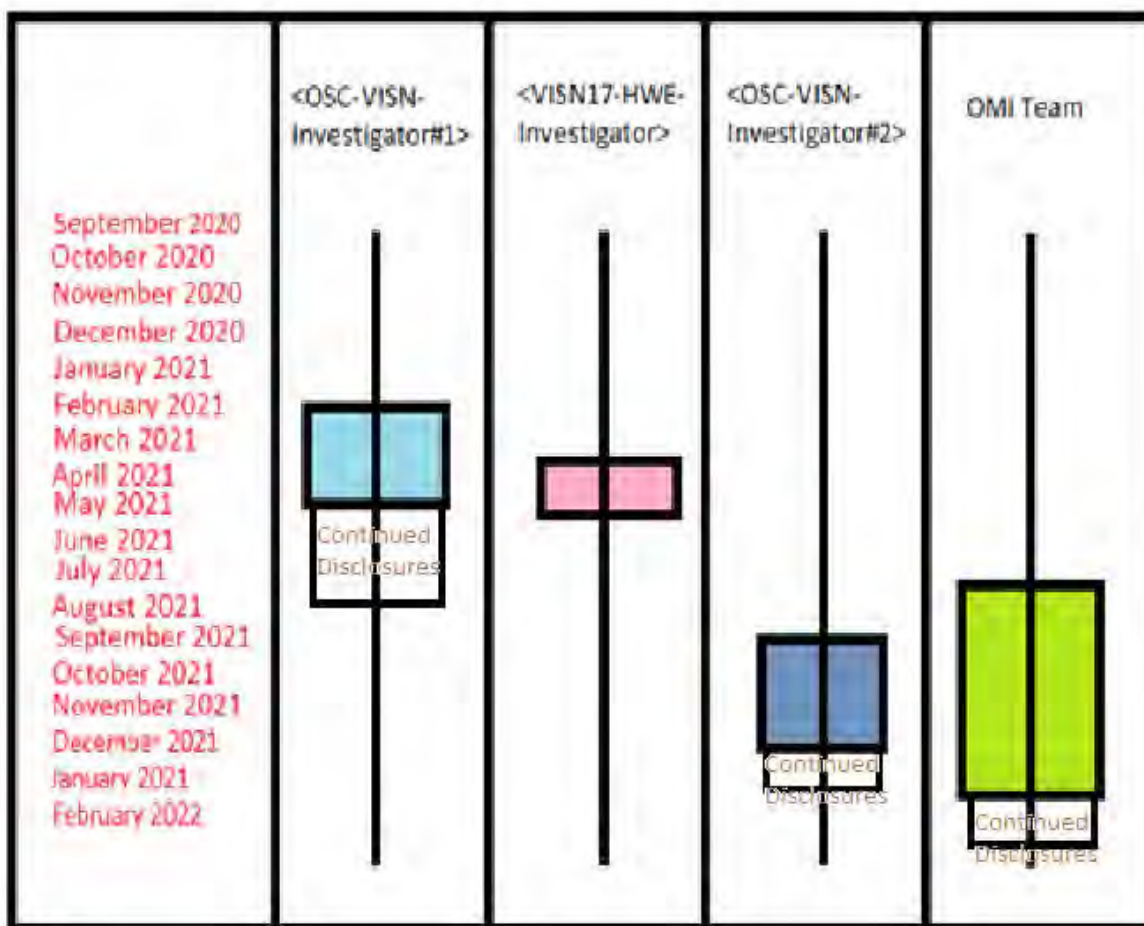 <OSC-VISN-
Investigator#1>
<VISN17-HWE-
Investigator>
<OSC-VISN-
Investigator#2>
OMI Team
September 2020
October 2020
November 2020
December 2020
January 2021
February 2021
March 2021
April 2021
May 2021
June 2021
July 2021
August 2021
September 2021
October 2021
November 2021
December 2021
January 2021
February 2022
Continued
Disclosures
Continued
Disclosures
Continued
Disclosures